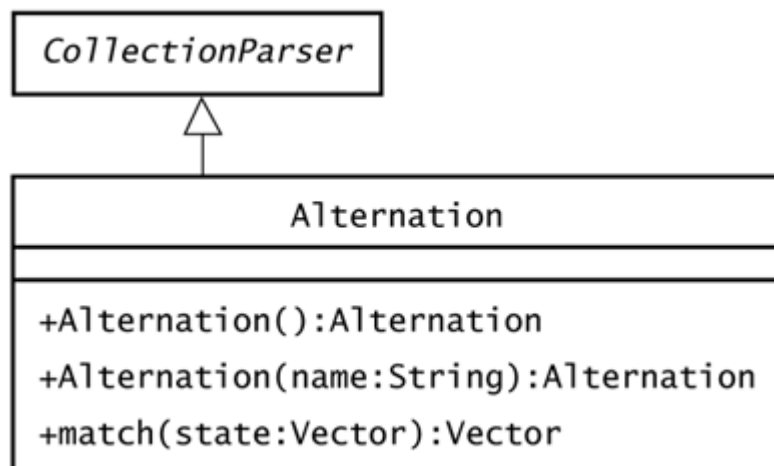 CollectionParser
Alternation
+Alternation():Alternation
+Alternation(name:String):Alternation
+match(state:Vector):Vector